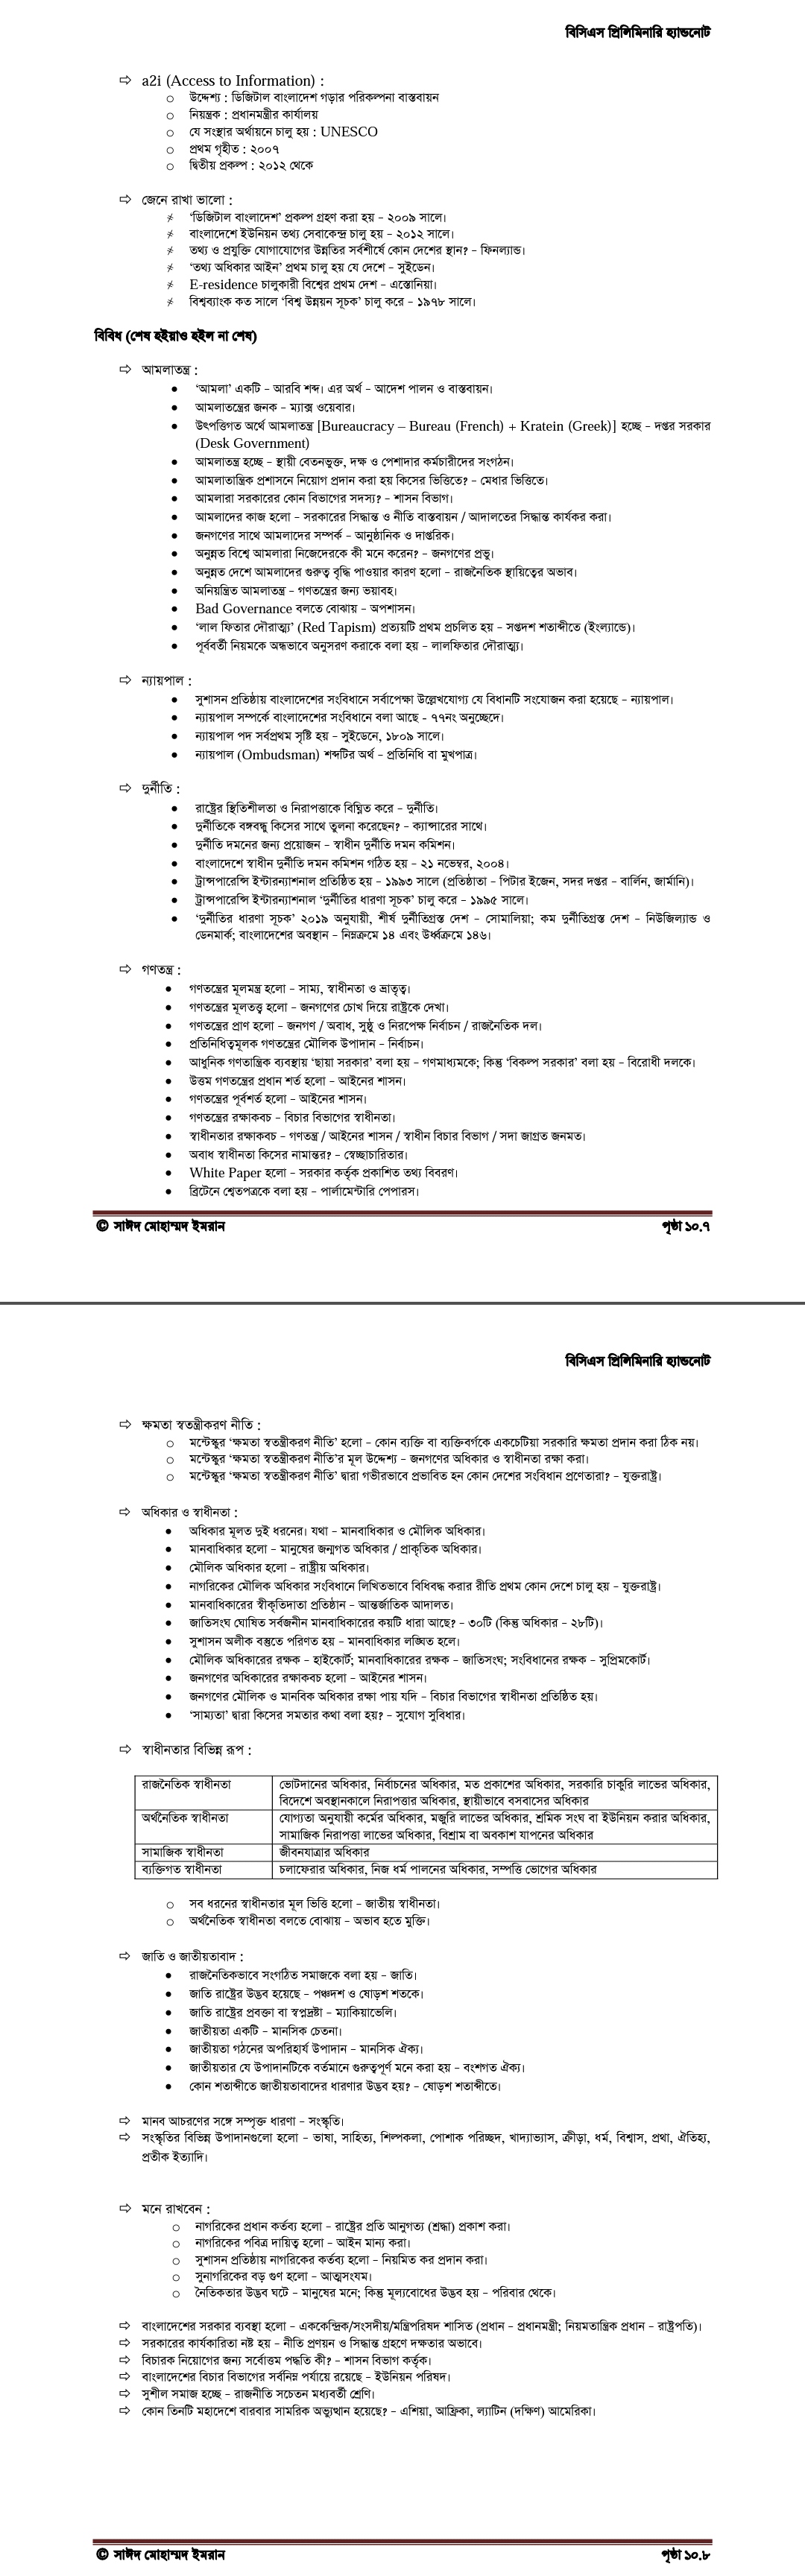 বিসিএস প্রিলিমিনারি হ্যান্ডনোট
⇨ a2i (Access to Information) :
○ উদ্দেশ্য : ডিজিটাল বাংলাদেশ গড়ার পরিকল্পনা বাস্তবায়ন
○ নিয়ন্ত্রক : প্রধানমন্ত্রীর কার্যালয়
○ যে সংস্থার অর্থায়নে চালু হয় : UNESCO
○ প্রথম গৃহীত : ২০০৭
○ দ্বিতীয় প্রকল্প : ২০১২ থেকে
⇨ জেনে রাখা ভালো :
≠ ‘ডিজিটাল বাংলাদেশ’ প্রকল্প গ্রহণ করা হয় – ২০০৯ সালে।
≠ বাংলাদেশে ইউনিয়ন তথ্য সেবাকেন্দ্র চালু হয় – ২০১২ সালে।
≠ তথ্য ও প্রযুক্তি যোগাযোগের উন্নতির সর্বশীর্ষে কোন দেশের স্থান? – ফিনল্যান্ড।
≠ ‘তথ্য অধিকার আইন’ প্রথম চালু হয় যে দেশে – সুইডেন।
≠ E-residence চালুকারী বিশ্বের প্রথম দেশ – এস্তোনিয়া।
≠ বিশ্বব্যাংক কত সালে ‘বিশ্ব উন্নয়ন সূচক’ চালু করে – ১৯৭৮ সালে।
বিবিধ (শেষ হইয়াও হইল না শেষ)
⇨ আমলাতন্ত্র :
● ‘আমলা’ একটি – আরবি শব্দ। এর অর্থ – আদেশ পালন ও বাস্তবায়ন।
● আমলাতন্ত্রের জনক – ম্যাক্স ওয়েবার।
● উৎপত্তিগত অর্থে আমলাতন্ত্র [Bureaucracy – Bureau (French) + Kratein (Greek)] হচ্ছে – দপ্তর সরকার
(Desk Government)
● আমলাতন্ত্র হচ্ছে – স্থায়ী বেতনভুক্ত, দক্ষ ও পেশাদার কর্মচারীদের সংগঠন।
● আমলাতান্ত্রিক প্রশাসনে নিয়োগ প্রদান করা হয় কিসের ভিত্তিতে? – মেধার ভিত্তিতে।
● আমলারা সরকারের কোন বিভাগের সদস্য? – শাসন বিভাগ।
● আমলাদের কাজ হলো – সরকারের সিদ্ধান্ত ও নীতি বাস্তবায়ন / আদালতের সিদ্ধান্ত কার্যকর করা।
● জনগণের সাথে আমলাদের সম্পর্ক – আনুষ্ঠানিক ও দাপ্তরিক।
● অনুন্নত বিশ্বে আমলারা নিজেদেরকে কী মনে করেন? – জনগণের প্রভু।
● অনুন্নত দেশে আমলাদের গুরুত্ব বৃদ্ধি পাওয়ার কারণ হলো – রাজনৈতিক স্থায়িত্বের অভাব।
● অনিয়ন্ত্রিত আমলাতন্ত্র – গণতন্ত্রের জন্য ভয়াবহ।
● Bad Governance বলতে বোঝায় – অপশাসন।
● ‘লাল ফিতার দৌরাত্ম্য’ (Red Tapism) প্রত্যয়টি প্রথম প্রচলিত হয় – সপ্তদশ শতাব্দীতে (ইংল্যান্ডে)।
● পূর্ববর্তী নিয়মকে অন্ধভাবে অনুসরণ করাকে বলা হয় – লালফিতার দৌরাত্ম্য।
⇨ ন্যায়পাল :
● সুশাসন প্রতিষ্ঠায় বাংলাদেশের সংবিধানে সর্বাপেক্ষা উল্লেখযোগ্য যে বিধানটি সংযোজন করা হয়েছে – ন্যায়পাল।
● ন্যায়পাল সম্পর্কে বাংলাদেশের সংবিধানে বলা আছে – ৭৭নং অনুচ্ছেদে।
● ন্যায়পাল পদ সর্বপ্রথম সৃষ্টি হয় – সুইডেনে, ১৮০৯ সালে।
● ন্যায়পাল (Ombudsman) শব্দটির অর্থ – প্রতিনিধি বা মুখপাত্র।
⇨ দুর্নীতি :
● রাষ্ট্রের স্থিতিশীলতা ও নিরাপত্তাকে বিঘ্নিত করে – দুর্নীতি।
● দুর্নীতিকে বঙ্গবন্ধু কিসের সাথে তুলনা করেছেন? – ক্যান্সারের সাথে।
● দুর্নীতি দমনের জন্য প্রয়োজন – স্বাধীন দুর্নীতি দমন কমিশন।
● বাংলাদেশে স্বাধীন দুর্নীতি দমন কমিশন গঠিত হয় – ২১ নভেম্বর, ২০০৪।
● ট্রান্সপারেন্সি ইন্টারন্যাশনাল প্রতিষ্ঠিত হয় – ১৯৯৩ সালে (প্রতিষ্ঠাতা – পিটার ইজেন, সদর দপ্তর – বার্লিন, জার্মানি)।
● ট্রান্সপারেন্সি ইন্টারন্যাশনাল ‘দুর্নীতির ধারণা সূচক’ চালু করে – ১৯৯৫ সালে।
● ‘দুর্নীতির ধারণা সূচক’ ২০১৯ অনুযায়ী, শীর্ষ দুর্নীতিগ্রস্ত দেশ – সোমালিয়া; কম দুর্নীতিগ্রস্ত দেশ – নিউজিল্যান্ড ও
ডেনমার্ক; বাংলাদেশের অবস্থান – নিম্নক্রমে ১৪ এবং উর্ধ্বক্রমে ১৪৬।
⇨ গণতন্ত্র :
● গণতন্ত্রের মূলমন্ত্র হলো – সাম্য, স্বাধীনতা ও ভ্রাতৃত্ব।
● গণতন্ত্রের মূলতত্ত্ব হলো – জনগণের চোখ দিয়ে রাষ্ট্রকে দেখা।
● গণতন্ত্রের প্রাণ হলো – জনগণ / অবাধ, সুষ্ঠু ও নিরপেক্ষ নির্বাচন / রাজনৈতিক দল।
● প্রতিনিধিত্বমূলক গণতন্ত্রের মৌলিক উপাদান – নির্বাচন।
● আধুনিক গণতান্ত্রিক ব্যবস্থায় ‘ছায়া সরকার’ বলা হয় – গণমাধ্যমকে; কিন্তু ‘বিকল্প সরকার’ বলা হয় – বিরোধী দলকে।
● উত্তম গণতন্ত্রের প্রধান শর্ত হলো – আইনের শাসন।
● গণতন্ত্রের পূর্বশর্ত হলো – আইনের শাসন।
● গণতন্ত্রের রক্ষাকবচ – বিচার বিভাগের স্বাধীনতা।
● স্বাধীনতার রক্ষাকবচ – গণতন্ত্র / আইনের শাসন / স্বাধীন বিচার বিভাগ / সদা জাগ্রত জনমত।
● অবাধ স্বাধীনতা কিসের নামান্তর? – স্বেচ্ছাচারিতার।
● White Paper হলো – সরকার কর্তৃক প্রকাশিত তথ্য বিবরণ।
● ব্রিটেনে শ্বেতপত্রকে বলা হয় – পার্লামেন্টারি পেপারস।
© সাঈদ মোহাম্মদ ইমরান পৃষ্ঠা ১০.৭
বিসিএস প্রিলিমিনারি হ্যান্ডনোট
⇨ ক্ষমতা স্বতন্ত্রীকরণ নীতি :
○ মন্টেস্কুর ‘ক্ষমতা স্বতন্ত্রীকরণ নীতি’ হলো – কোন ব্যক্তি বা ব্যক্তিবর্গকে একচেটিয়া সরকারি ক্ষমতা প্রদান করা ঠিক নয়।
○ মন্টেস্কুর ‘ক্ষমতা স্বতন্ত্রীকরণ নীতি’র মূল উদ্দেশ্য – জনগণের অধিকার ও স্বাধীনতা রক্ষা করা।
○ মন্টেস্কুর ‘ক্ষমতা স্বতন্ত্রীকরণ নীতি’ দ্বারা গভীরভাবে প্রভাবিত হন কোন দেশের সংবিধান প্রণেতারা? – যুক্তরাষ্ট্র।
⇨ অধিকার ও স্বাধীনতা :
● অধিকার মূলত দুই ধরনের। যথা – মানবাধিকার ও মৌলিক অধিকার।
● মানবাধিকার হলো – মানুষের জন্মগত অধিকার / প্রাকৃতিক অধিকার।
● মৌলিক অধিকার হলো – রাষ্ট্রীয় অধিকার।
● নাগরিকের মৌলিক অধিকার সংবিধানে লিখিতভাবে বিধিবদ্ধ করার রীতি প্রথম কোন দেশে চালু হয় – যুক্তরাষ্ট্র।
● মানবাধিকারের স্বীকৃতিদাতা প্রতিষ্ঠান – আন্তর্জাতিক আদালত।
● জাতিসংঘ ঘোষিত সর্বজনীন মানবাধিকারের কয়টি ধারা আছে? – ৩০টি (কিন্তু অধিকার – ২৮টি)।
● সুশাসন অলীক বস্তুতে পরিণত হয় – মানবাধিকার লঙ্ঘিত হলে।
● মৌলিক অধিকারের রক্ষক – হাইকোর্ট; মানবাধিকারের রক্ষক – জাতিসংঘ; সংবিধানের রক্ষক – সুপ্রিমকোর্ট।
● জনগণের অধিকারের রক্ষাকবচ হলো – আইনের শাসন।
● জনগণের মৌলিক ও মানবিক অধিকার রক্ষা পায় যদি – বিচার বিভাগের স্বাধীনতা প্রতিষ্ঠিত হয়।
● ‘সাম্যতা’ দ্বারা কিসের সমতার কথা বলা হয়? – সুযোগ সুবিধার।
⇨ স্বাধীনতার বিভিন্ন রূপ :
রাজনৈতিক স্বাধীনতা ভোটদানের অধিকার, নির্বাচনের অধিকার, মত প্রকাশের অধিকার, সরকারি চাকুরি লাভের অধিকার,
বিদেশে অবস্থানকালে নিরাপত্তার অধিকার, স্থায়ীভাবে বসবাসের অধিকার
অর্থনৈতিক স্বাধীনতা যোগ্যতা অনুযায়ী কর্মের অধিকার, মজুরি লাভের অধিকার, শ্রমিক সংঘ বা ইউনিয়ন করার অধিকার,
সামাজিক নিরাপত্তা লাভের অধিকার, বিশ্রাম বা অবকাশ যাপনের অধিকার
সামাজিক স্বাধীনতা জীবনযাত্রার অধিকার
ব্যক্তিগত স্বাধীনতা চলাফেরার অধিকার, নিজ ধর্ম পালনের অধিকার, সম্পত্তি ভোগের অধিকার
○ সব ধরনের স্বাধীনতার মূল ভিত্তি হলো – জাতীয় স্বাধীনতা।
○ অর্থনৈতিক স্বাধীনতা বলতে বোঝায় – অভাব হতে মুক্তি।
⇨ জাতি ও জাতীয়তাবাদ :
● রাজনৈতিকভাবে সংগঠিত সমাজকে বলা হয় – জাতি।
● জাতি রাষ্ট্রের উদ্ভব হয়েছে – পঞ্চদশ ও ষোড়শ শতকে।
● জাতি রাষ্ট্রের প্রবক্তা বা স্বপ্নদ্রষ্টা – ম্যাকিয়াভেলি।
● জাতীয়তা একটি – মানসিক চেতনা।
● জাতীয়তা গঠনের অপরিহার্য উপাদান – মানসিক ঐক্য।
● জাতীয়তার যে উপাদানটিকে বর্তমানে গুরুত্বপূর্ণ মনে করা হয় – বংশগত ঐক্য।
● কোন শতাব্দীতে জাতীয়তাবাদের ধারণার উদ্ভব হয়? – ষোড়শ শতাব্দীতে।
⇨ মানব আচরণের সঙ্গে সম্পৃক্ত ধারণা – সংস্কৃতি।
⇨ সংস্কৃতির বিভিন্ন উপাদানগুলো হলো – ভাষা, সাহিত্য, শিল্পকলা, পোশাক পরিচ্ছদ, খাদ্যাভ্যাস, ক্রীড়া, ধর্ম, বিশ্বাস, প্রথা, ঐতিহ্য,
প্রতীক ইত্যাদি।
⇨ মনে রাখবেন :
○ নাগরিকের প্রধান কর্তব্য হলো – রাষ্ট্রের প্রতি আনুগত্য (শ্রদ্ধা) প্রকাশ করা।
○ নাগরিকের পবিত্র দায়িত্ব হলো – আইন মান্য করা।
○ সুশাসন প্রতিষ্ঠায় নাগরিকের কর্তব্য হলো – নিয়মিত কর প্রদান করা।
○ সুনাগরিকের বড় গুণ হলো – আত্মসংযম।
○ নৈতিকতার উদ্ভব ঘটে – মানুষের মনে; কিন্তু মূল্যবোধের উদ্ভব হয় – পরিবার থেকে।
⇨ বাংলাদেশের সরকার ব্যবস্থা হলো – এককেন্দ্রিক/সংসদীয়/মন্ত্রিপরিষদ শাসিত (প্রধান – প্রধানমন্ত্রী; নিয়মতান্ত্রিক প্রধান – রাষ্ট্রপতি)।
⇨ সরকারের কার্যকারিতা নষ্ট হয় – নীতি প্রণয়ন ও সিদ্ধান্ত গ্রহণে দক্ষতার অভাবে।
⇨ বিচারক নিয়োগের জন্য সর্বোত্তম পদ্ধতি কী? – শাসন বিভাগ কর্তৃক।
⇨ বাংলাদেশের বিচার বিভাগের সর্বনিম্ন পর্যায়ে রয়েছে – ইউনিয়ন পরিষদ।
⇨ সুশীল সমাজ হচ্ছে – রাজনীতি সচেতন মধ্যবর্তী শ্রেণি।
⇨ কোন তিনটি মহাদেশে বারবার সামরিক অভ্যুত্থান হয়েছে? – এশিয়া, আফ্রিকা, ল্যাটিন (দক্ষিণ) আমেরিকা।
© সাঈদ মোহাম্মদ ইমরান পৃষ্ঠা ১০.৮